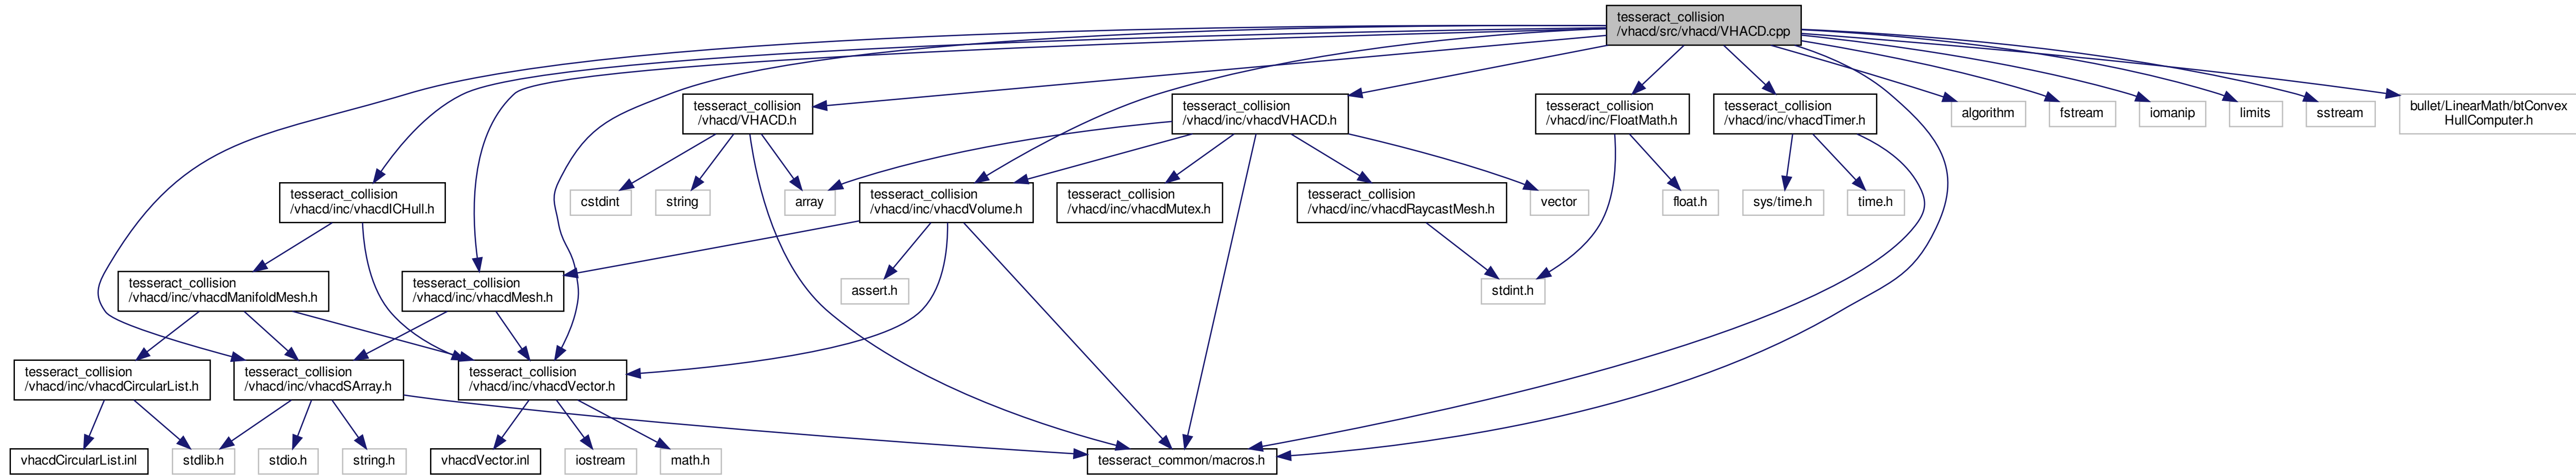 tesseract_collision
/vhacd/src/vhacd/VHACD.cpp
tesseract_collision
/vhacd/VHACD.h
tesseract_collision
/vhacd/inc/vhacdVHACD.h
tesseract_collision
/vhacd/inc/FloatMath.h
tesseract_collision
/vhacd/inc/vhacdTimer.h
algorithm
fstream
iomanip
limits
sstream
bullet/LinearMath/btConvex
HullComputer.h
tesseract_collision
/vhacd/inc/vhacdICHull.h
cstdint
string
array
tesseract_collision
/vhacd/inc/vhacdVolume.h
tesseract_collision
/vhacd/inc/vhacdMutex.h
tesseract_collision
/vhacd/inc/vhacdRaycastMesh.h
vector
float.h
sys/time.h
time.h
tesseract_collision
/vhacd/inc/vhacdManifoldMesh.h
tesseract_collision
/vhacd/inc/vhacdMesh.h
assert.h
stdint.h
tesseract_collision
/vhacd/inc/vhacdCircularList.h
tesseract_collision
/vhacd/inc/vhacdSArray.h
tesseract_collision
/vhacd/inc/vhacdVector.h
vhacdCircularList.inl
stdlib.h
stdio.h
string.h
vhacdVector.inl
iostream
math.h
tesseract_common/macros.h